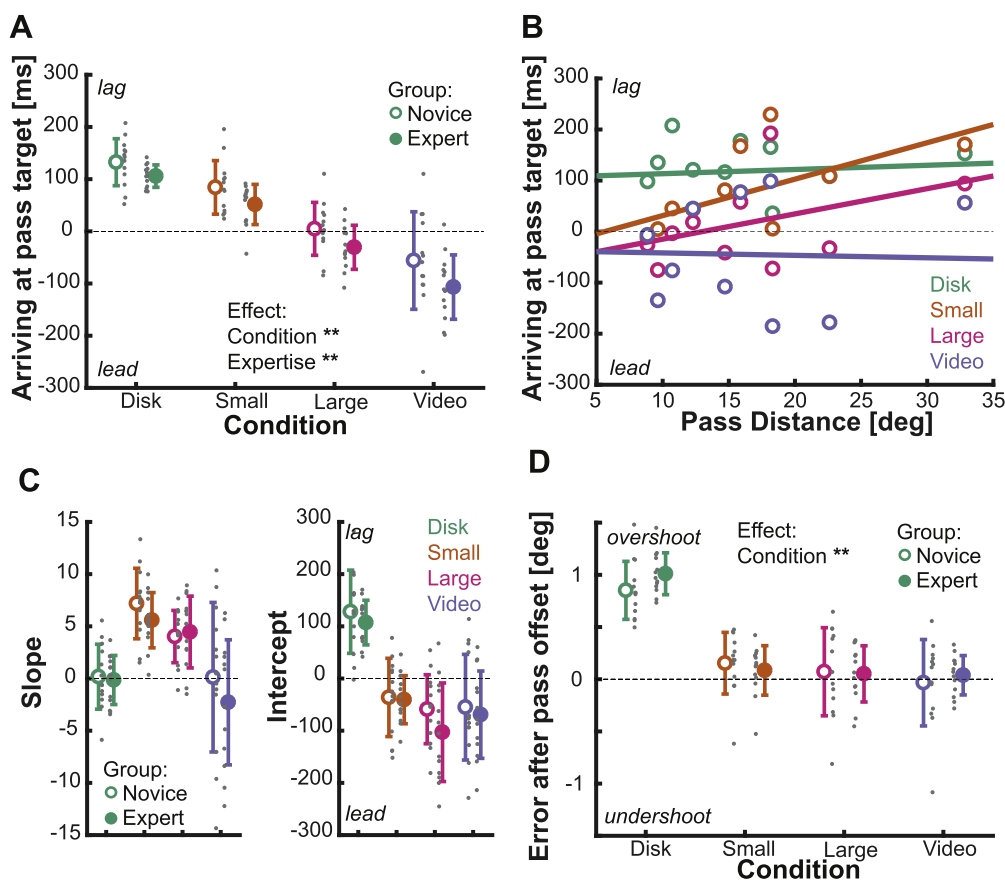 A
Arriving at pass target [ms]
300
200
100
0
-100
-200
-300
lag
lead
Group:
Novice
Expert
Effect:
Condition **
Expertise **
Disk
Small
Large
Video
Condition
B
Arriving at pass target [ms]
300
200
100
0
-100
-200
-300
lag
lead
Disk
Small
Large
Video
5
10
15
20
25
30
35
Pass Distance [deg]
C
Slope
15
10
5
0
-5
-10
-15
Group:
Novice
Expert
Intercept
300
200
100
0
-100
-200
-300
lag
lead
Disk
Small
Large
Video
D
Error after pass offset [deg]
1
0
-1
overshoot
undershoot
Effect:
Condition **
Group:
Novice
Expert
Disk
Small
Large
Video
Condition